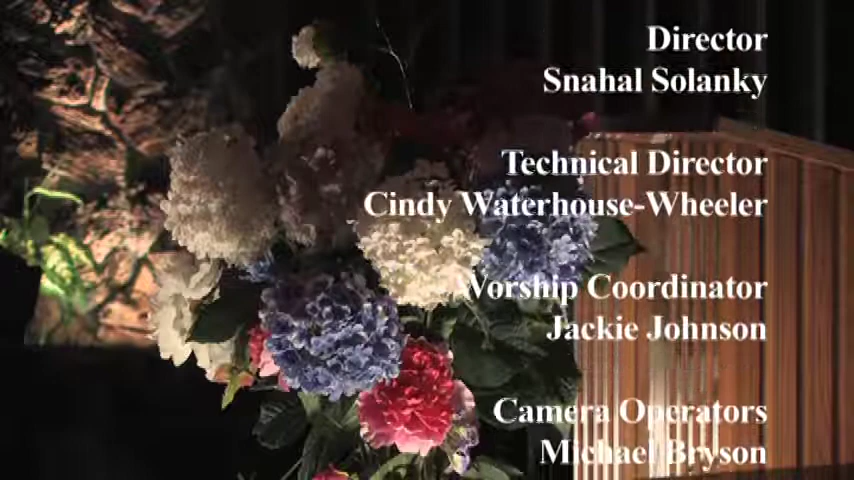 Director
Snahal Solanky
Technical Director
Cindy Waterhouse-Wheeler
Worship Coordinator
Jackie Johnson
Camera Operators
Michael Bryson